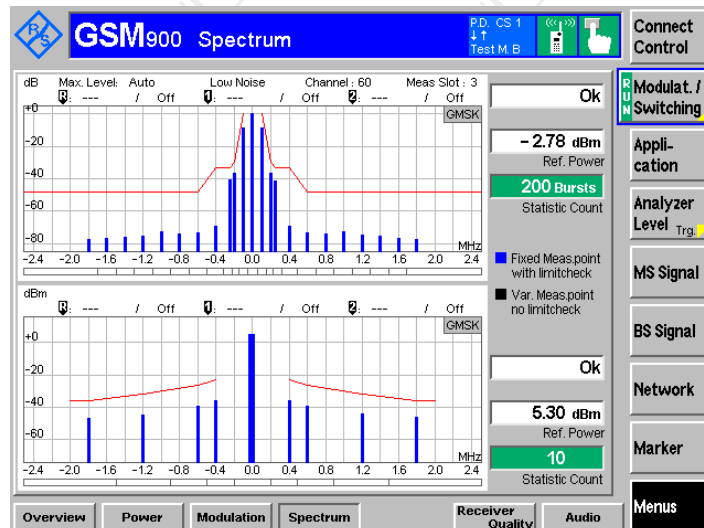 R&S
GSM900 Spectrum
P.D. CS 1
↓↑
Test M. B
Connect
Control
dB Max. Level: Auto Low Noise Channel : 60 Meas Slot : 3
R: --- / Off 1: --- / Off 2: --- / Off
+0
GMSK
-20
-40
-60
-80
MHz
-2.4 -2.0 -1.6 -1.2 -0.8 -0.4 0.0 0.4 0.8 1.2 1.6 2.0 2.4
Ok
-2.78 dBm
Ref. Power
200 Bursts
Statistic Count
Fixed Meas.point
with limitcheck
Var. Meas.point
no limitcheck
dBm
R: --- / Off 1: --- / Off 2: --- / Off
GMSK
+0
-20
-40
-60
MHz
-2.4 -2.0 -1.6 -1.2 -0.8 -0.4 0.0 0.4 0.8 1.2 1.6 2.0 2.4
Ok
5.30 dBm
Ref. Power
10
Statistic Count
RUN
Modulat. /
Switching
Appli-
cation
Analyzer
Level Trg.
MS Signal
BS Signal
Network
Marker
Menus
Overview Power Modulation Spectrum Receiver Quality Audio